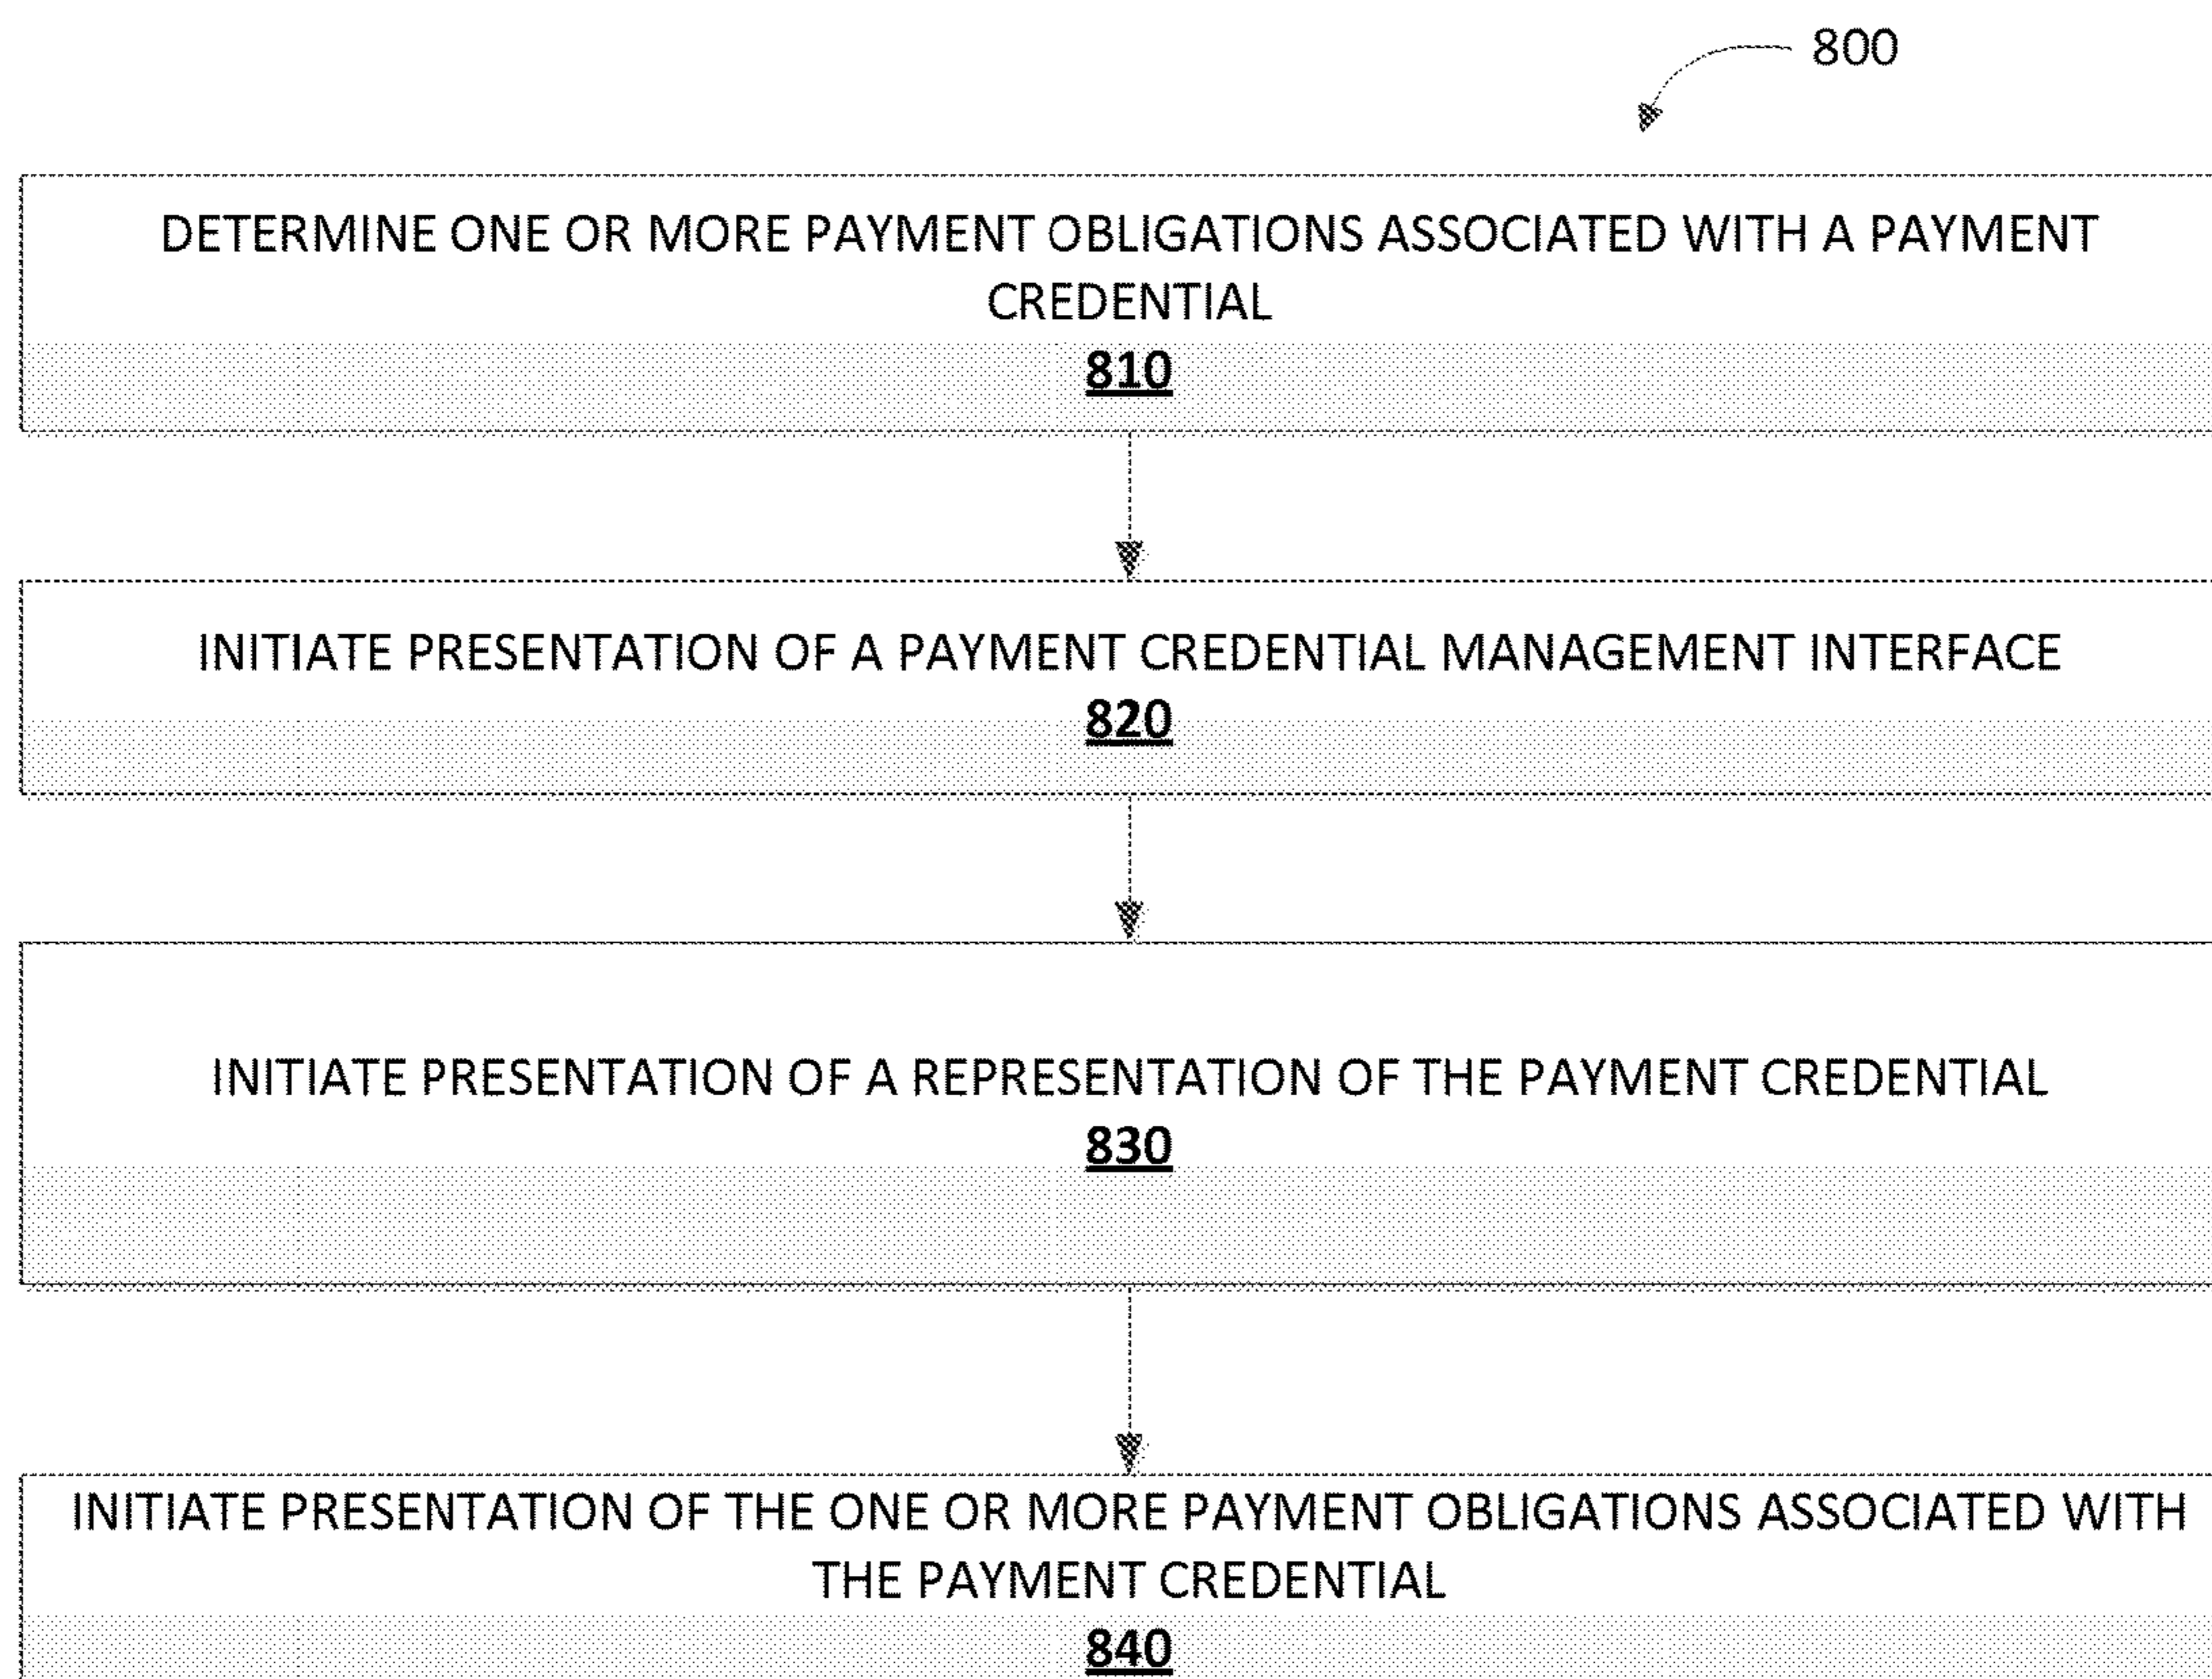 800
DETERMINE ONE OR MORE PAYMENT OBLIGATIONS ASSOCIATED WITH A PAYMENT
CREDENTIAL
810
INITIATE PRESENTATION OF A PAYMENT CREDENTIAL MANAGEMENT INTERFACE
820
INITIATE PRESENTATION OF A REPRESENTATION OF THE PAYMENT CREDENTIAL
830
INITIATE PRESENTATION OF THE ONE OR MORE PAYMENT OBLIGATIONS ASSOCIATED WITH
THE PAYMENT CREDENTIAL
840